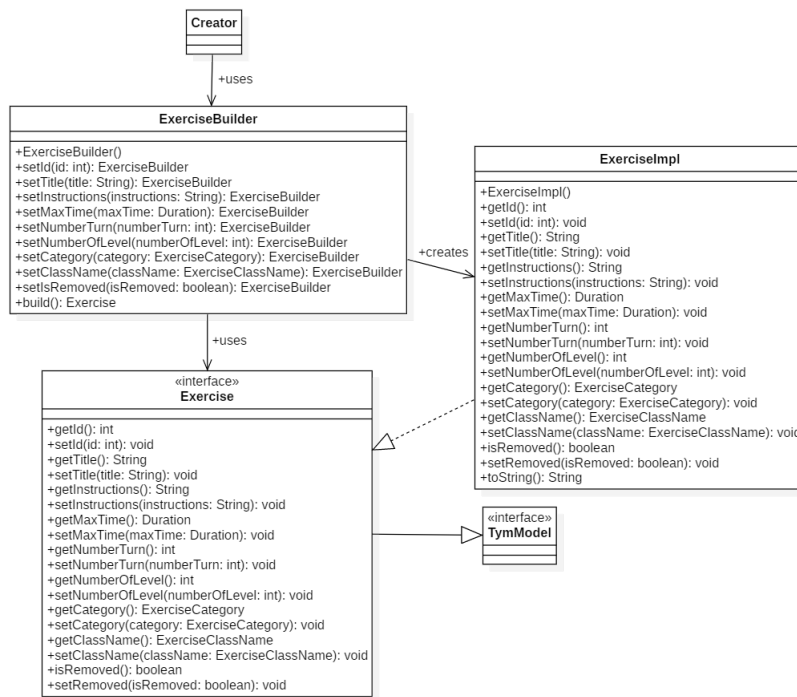 Creator
+uses
ExerciseBuilder
+ExerciseBuilder()
+setId(id: int): ExerciseBuilder
+setTitle(title: String): ExerciseBuilder
+setInstructions(instructions: String): ExerciseBuilder
+setMaxTime(maxTime: Duration): ExerciseBuilder
+setNumberTurn(numberTurn: int): ExerciseBuilder
+setNumberOfLevel(numberOfLevel: int): ExerciseBuilder
+setCategory(category: ExerciseCategory): ExerciseBuilder
+setClassName(className: ExerciseClassName): ExerciseBuilder
+setIsRemoved(isRemoved: boolean): ExerciseBuilder
+build(): Exercise
+creates
ExerciseImpl
+ExerciseImpl()
+getId(): int
+setId(id: int): void
+getTitle(): String
+setTitle(title: String): void
+getInstructions(): String
+setInstructions(instructions: String): void
+getMaxTime(): Duration
+setMaxTime(maxTime: Duration): void
+getNumberTurn(): int
+setNumberTurn(numberTurn: int): void
+getNumberOfLevel(): int
+setNumberOfLevel(numberOfLevel: int): void
+getCategory(): ExerciseCategory
+setCategory(category: ExerciseCategory): void
+getClassName(): ExerciseClassName
+setClassName(className: ExerciseClassName): void
+isRemoved(): boolean
+setRemoved(isRemoved: boolean): void
+toString(): String
+uses
«interface»
Exercise
+getId(): int
+setId(id: int): void
+getTitle(): String
+setTitle(title: String): void
+getInstructions(): String
+setInstructions(instructions: String): void
+getMaxTime(): Duration
+setMaxTime(maxTime: Duration): void
+getNumberTurn(): int
+setNumberTurn(numberTurn: int): void
+getNumberOfLevel(): int
+setNumberOfLevel(numberOfLevel: int): void
+getCategory(): ExerciseCategory
+setCategory(category: ExerciseCategory): void
+getClassName(): ExerciseClassName
+setClassName(className: ExerciseClassName): void
+isRemoved(): boolean
+setRemoved(isRemoved: boolean): void
«interface»
TymModel